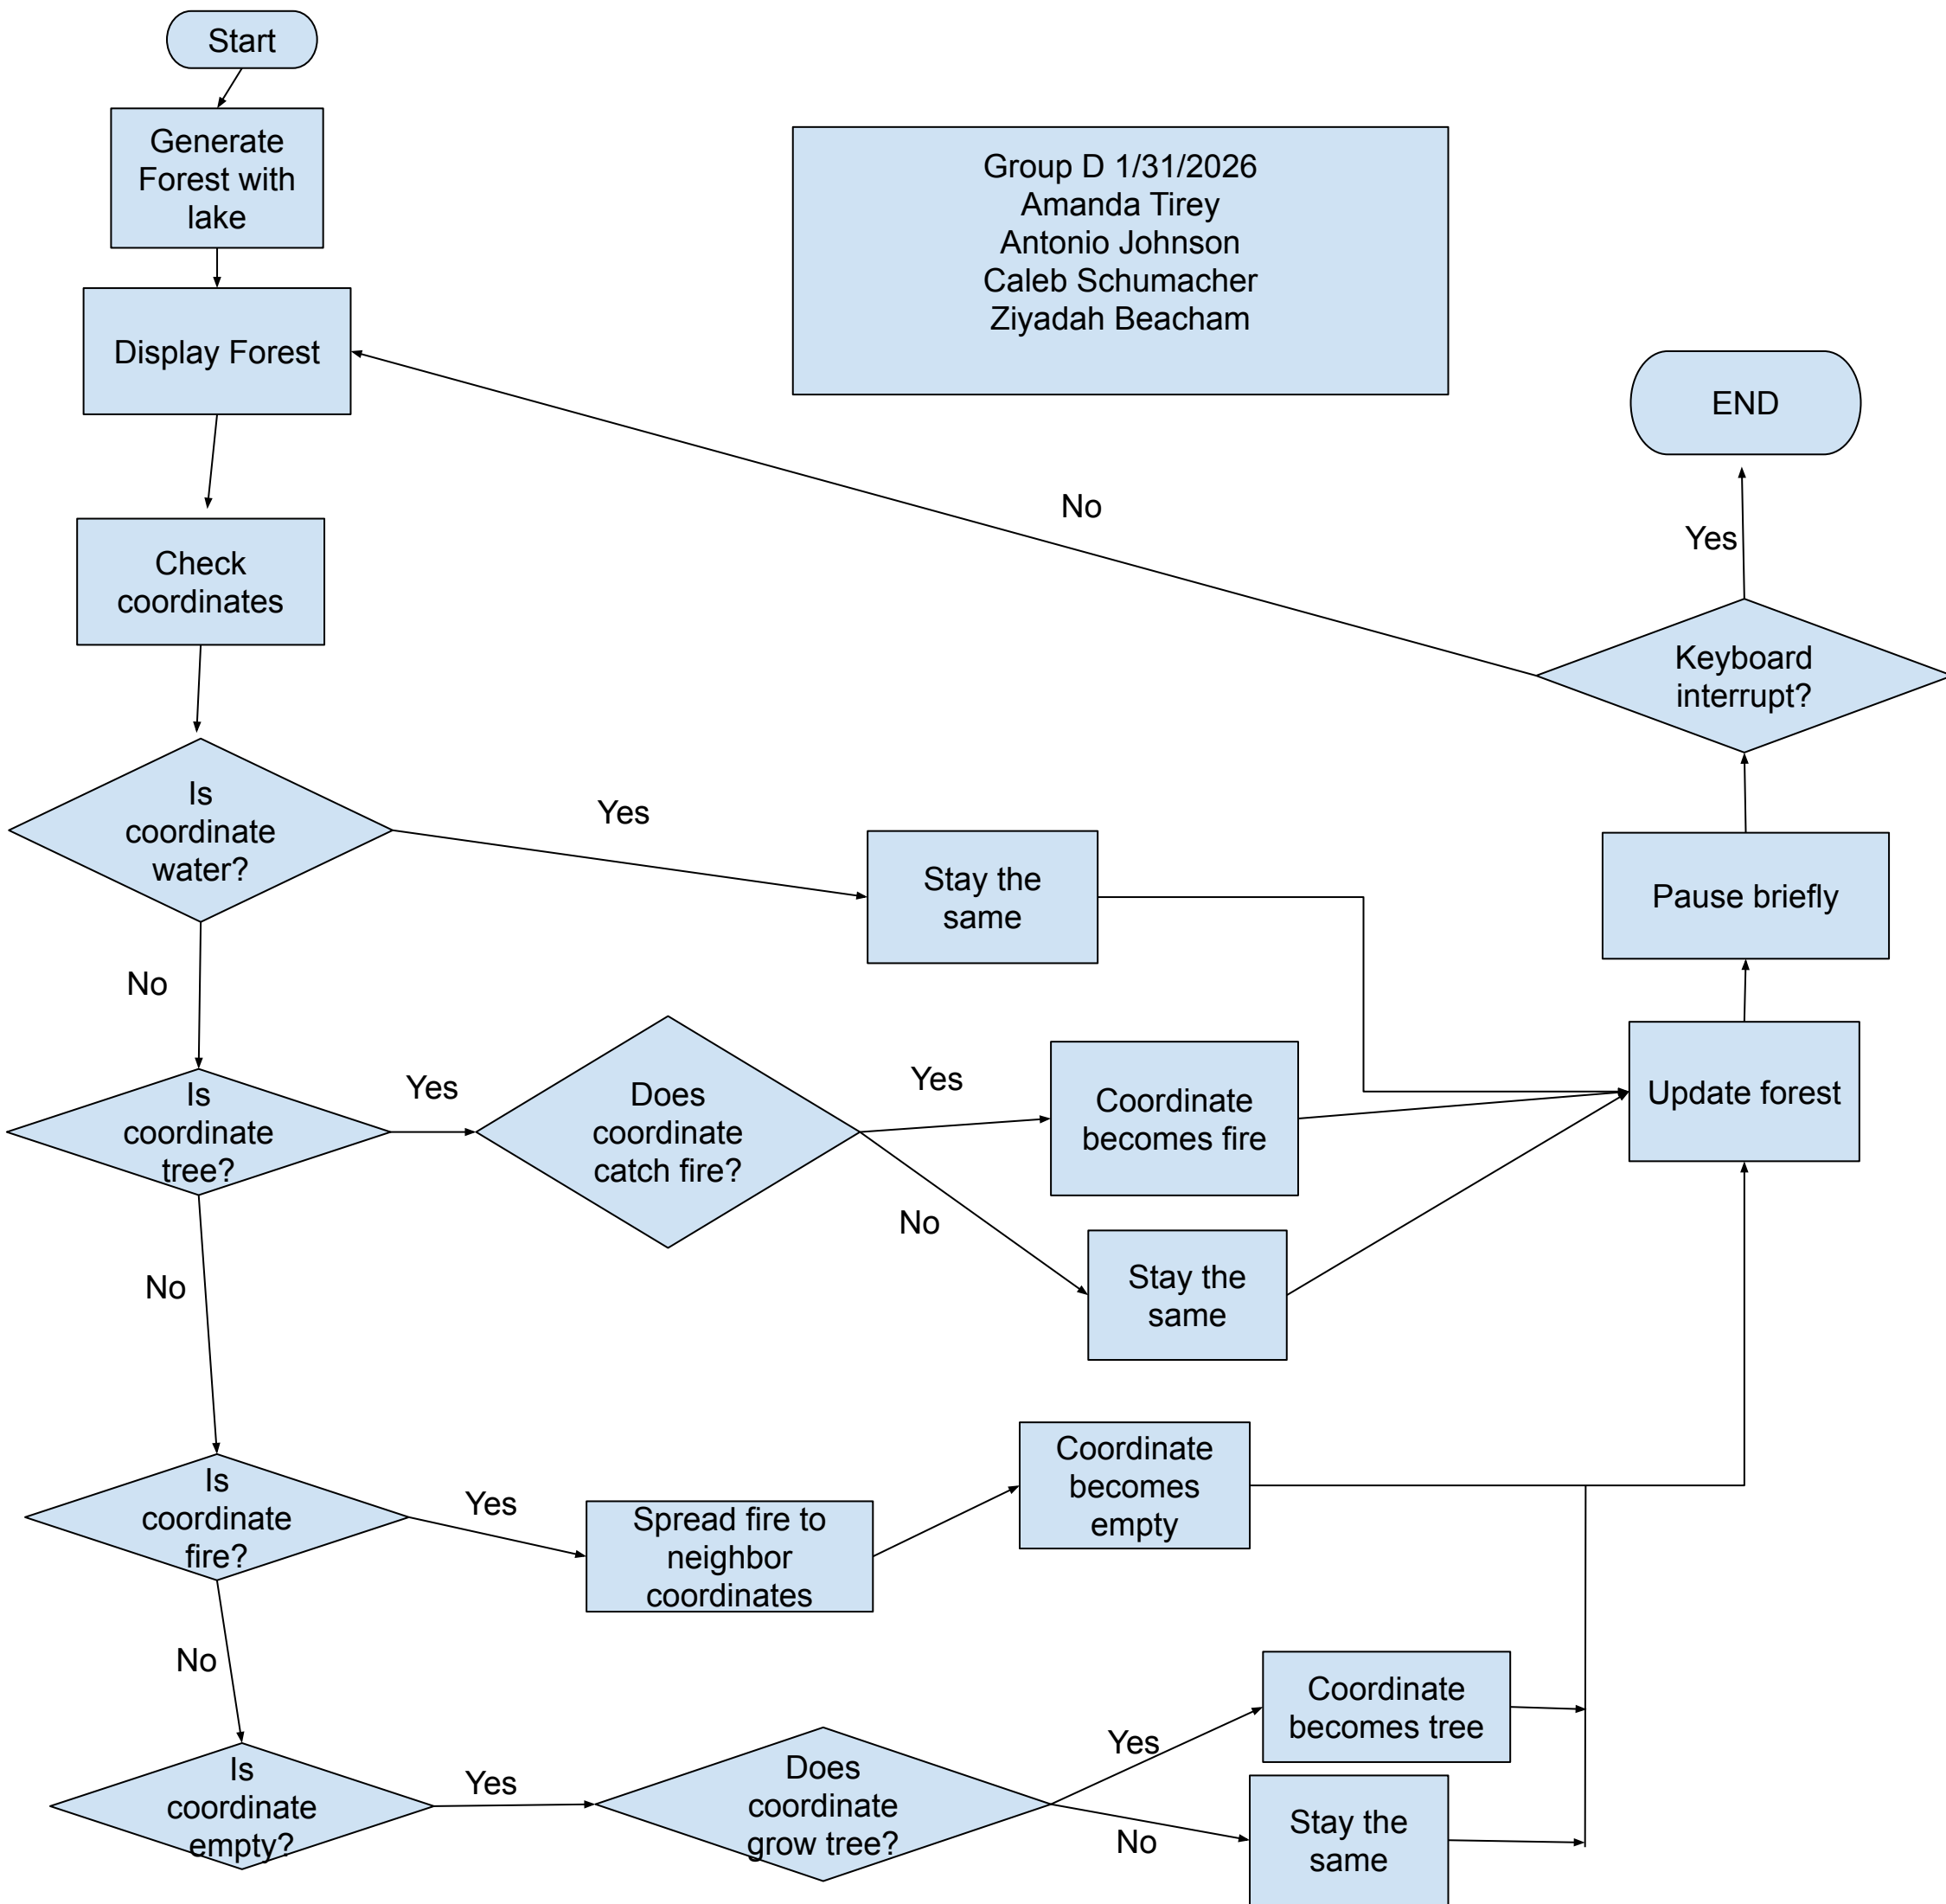 Start
Generate
Forest with
lake
Group D 1/31/2026
Amanda Tirey
Antonio Johnson
Caleb Schumacher
Ziyadah Beacham
Display Forest
END
No
Yes
Check
coordinates
Keyboard
interrupt?
Is
coordinate
water?
Yes
Stay the
same
Pause briefly
No
Is
coordinate
tree?
Yes
Does
coordinate
catch fire?
Yes
Coordinate
becomes fire
Update forest
No
Stay the
same
No
Is
coordinate
fire?
Yes
Spread fire to
neighbor
coordinates
Coordinate
becomes
empty
No
Is
coordinate
empty?
Yes
Does
coordinate
grow tree?
Yes
Coordinate
becomes tree
No
Stay the
same